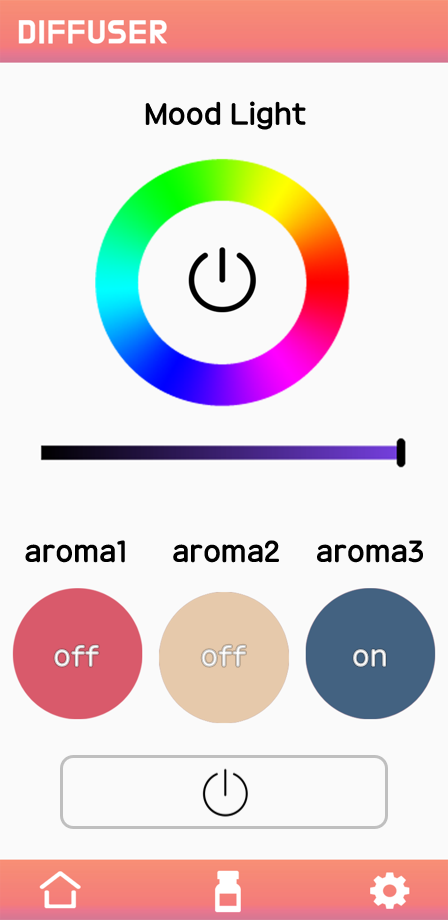 DIFFUSER
Mood Light
aroma1 aroma2 aroma3
off off on